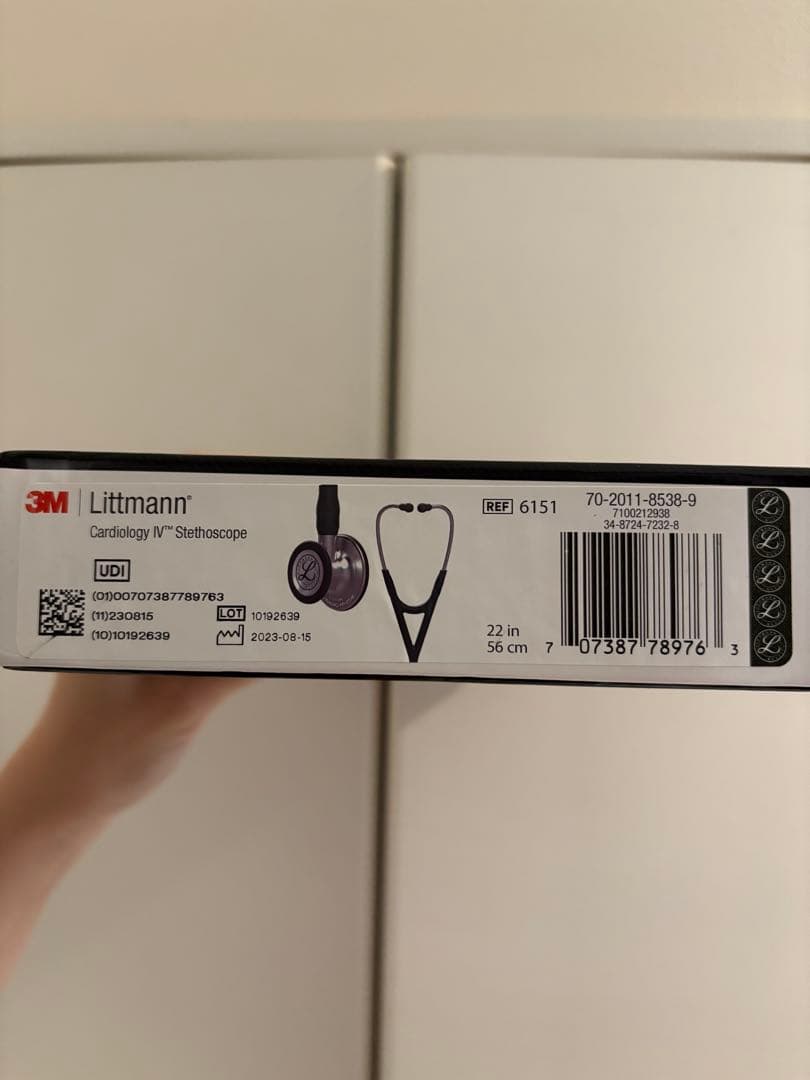 3M | Littmann®
Cardiology IV™ Stethoscope
UDI
(01)00707387789763
(11)230815
(10)10192639
LOT 10192639
2023-08-15
REF 6151
70-2011-8538-9
7100212938
34-8724-7232-8
22 in
56 cm
7 07387 78976 3